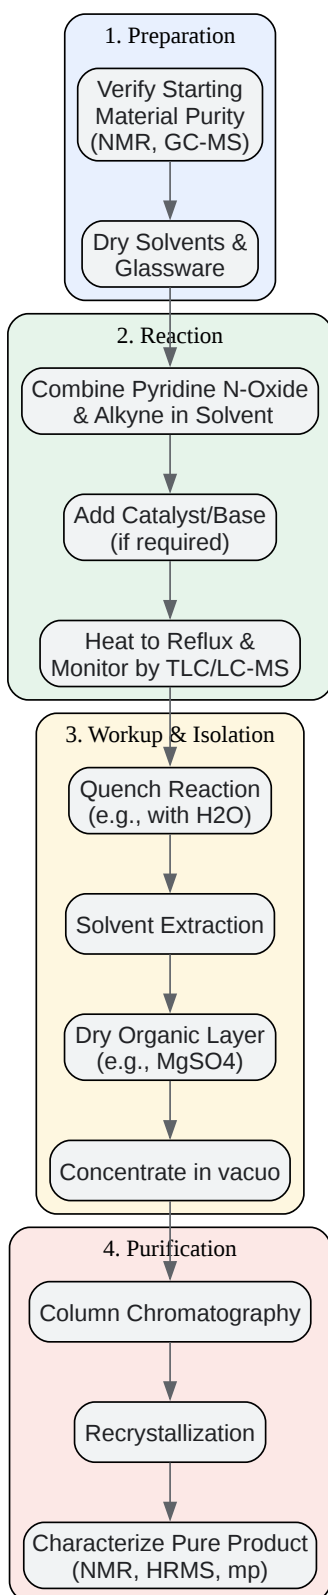 1. Preparation
Verify Starting
Material Purity
(NMR, GC-MS)
Dry Solvents &
Glassware
2. Reaction
Combine Pyridine N-Oxide
& Alkyne in Solvent
Add Catalyst/Base
(if required)
Heat to Reflux &
Monitor by TLC/LC-MS
3. Workup & Isolation
Quench Reaction
(e.g., with H2O)
Solvent Extraction
Dry Organic Layer
(e.g., MgSO4)
Concentrate in vacuo
4. Purification
Column Chromatography
Recrystallization
Characterize Pure Product
(NMR, HRMS, mp)